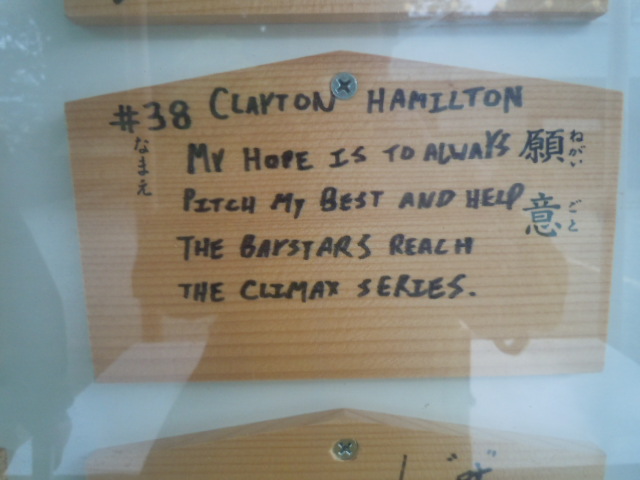 #38 CLAYTON HAMILTON
なまえ
MY HOPE IS TO ALWAYS
PITCH MY BEST AND HELP
THE BAYSTARS REACH
THE CLIMAX SERIES.
願意
ねがい ごと